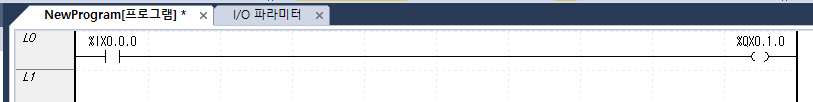 NewProgram[프로그램] * × I/O 파라미터 ×
L0
%IX0.0.0 %QX0.1.0
L1